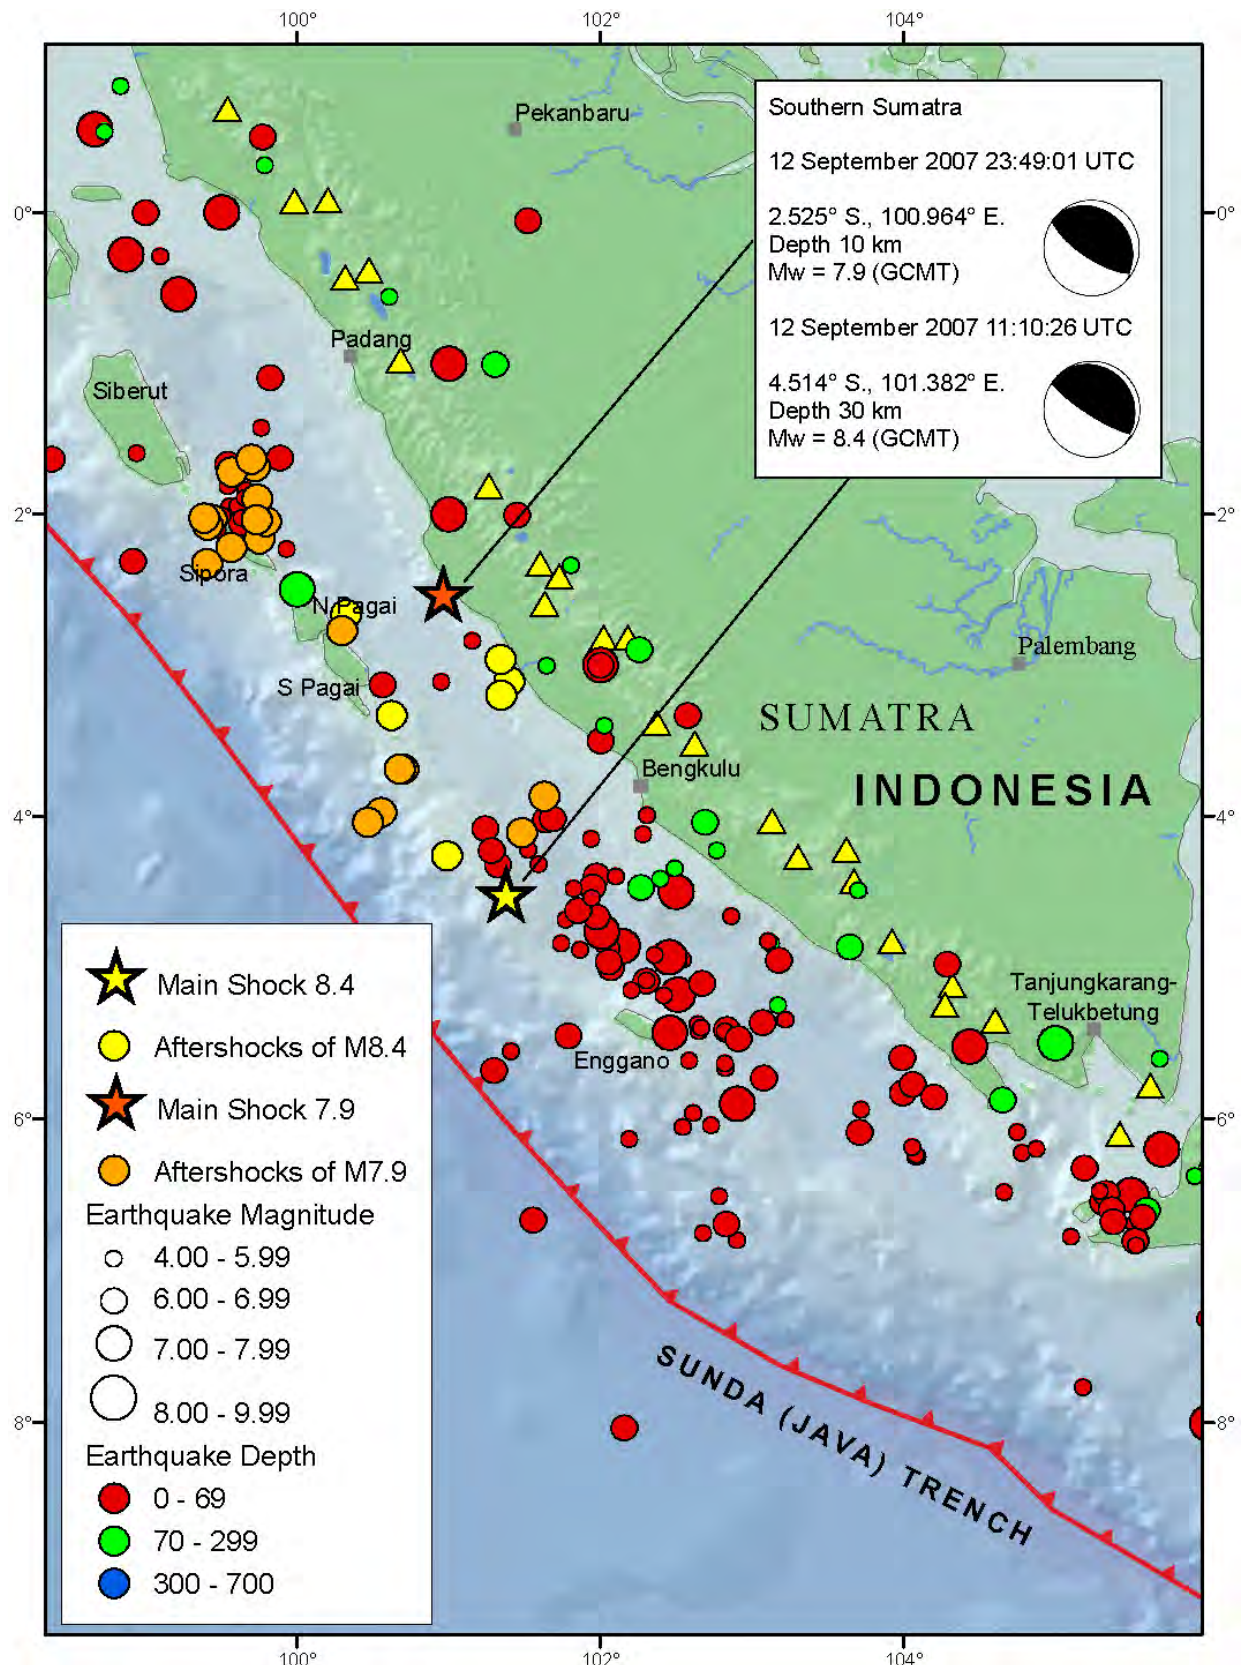 100°
102°
104°
Pekanbaru
Southern Sumatra
12 September 2007 23:49:01 UTC
2.525° S., 100.964° E.
Depth 10 km
Mw = 7.9 (GCMT)
12 September 2007 11:10:26 UTC
4.514° S., 101.382° E.
Depth 30 km
Mw = 8.4 (GCMT)
0°
0°
Padang
Siberut
2°
2°
Sipora
N Pagai
S Pagai
Palembang
SUMATRA
Bengkulu
INDONESIA
4°
4°
Tanjungkarang-
Telukbetung
Enggano
6°
6°
Main Shock 8.4
Aftershocks of M8.4
Main Shock 7.9
Aftershocks of M7.9
Earthquake Magnitude
4.00 - 5.99
6.00 - 6.99
7.00 - 7.99
8.00 - 9.99
Earthquake Depth
0 - 69
70 - 299
300 - 700
SUNDA (JAVA) TRENCH
8°
8°
100°
102°
104°